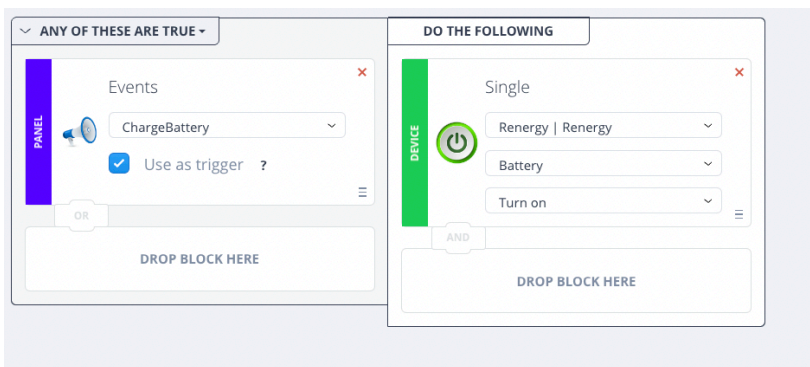 ANY OF THESE ARE TRUE
PANEL
Events
ChargeBattery
Use as trigger ?
OR
DROP BLOCK HERE
DO THE FOLLOWING
DEVICE
Single
Renergy | Renergy
Battery
Turn on
AND
DROP BLOCK HERE